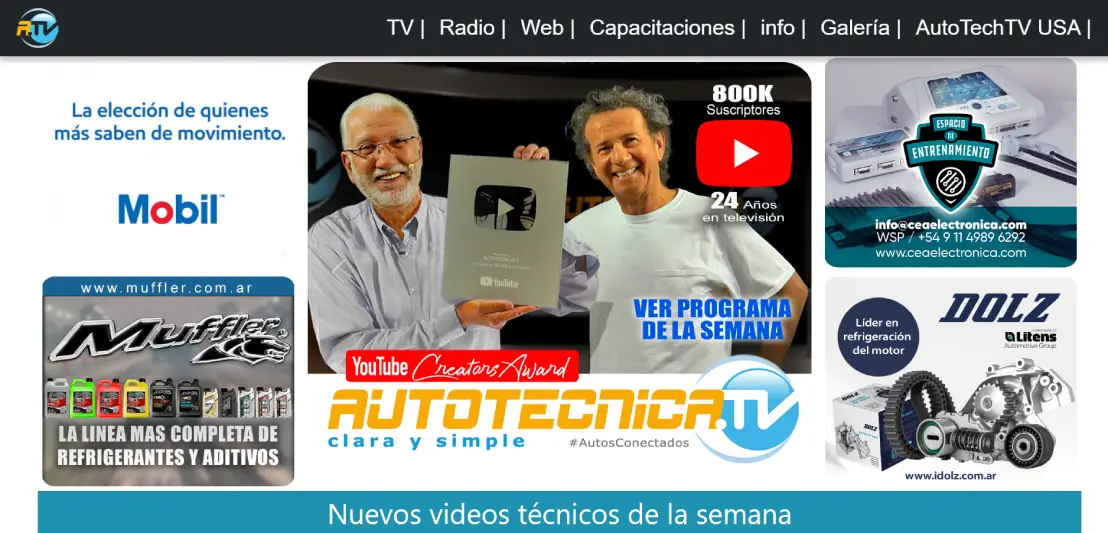 A.TV
TV | Radio | Web | Capacitaciones | info | Galería | AutoTechTV USA |
La elección de quienes
más saben de movimiento.
Mobil™
www.muffler.com.ar
Muffler
LA LINEA MAS COMPLETA DE
REFRIGERANTES Y ADITIVOS
800K
Suscriptores
24 Años
en televisión
YouTube
VER PROGRAMA
DE LA SEMANA
YouTube Creators Award
AUTOTECNICA.TV
clara y simple
#AutosConectados
ESPACIO
DE
ENTRENAMIENTO
info@ceaelectronica.com
WSP / +54 9 11 4989 6292
www.ceaelectronica.com
DOLZ
Líder en
refrigeración
del motor
Litens
Automotive Group
DOLZ
www.idolz.com.ar
Nuevos videos técnicos de la semana